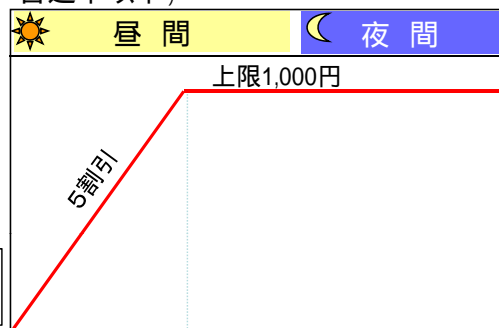 昼 間
夜 間
上限1,000円
5割引